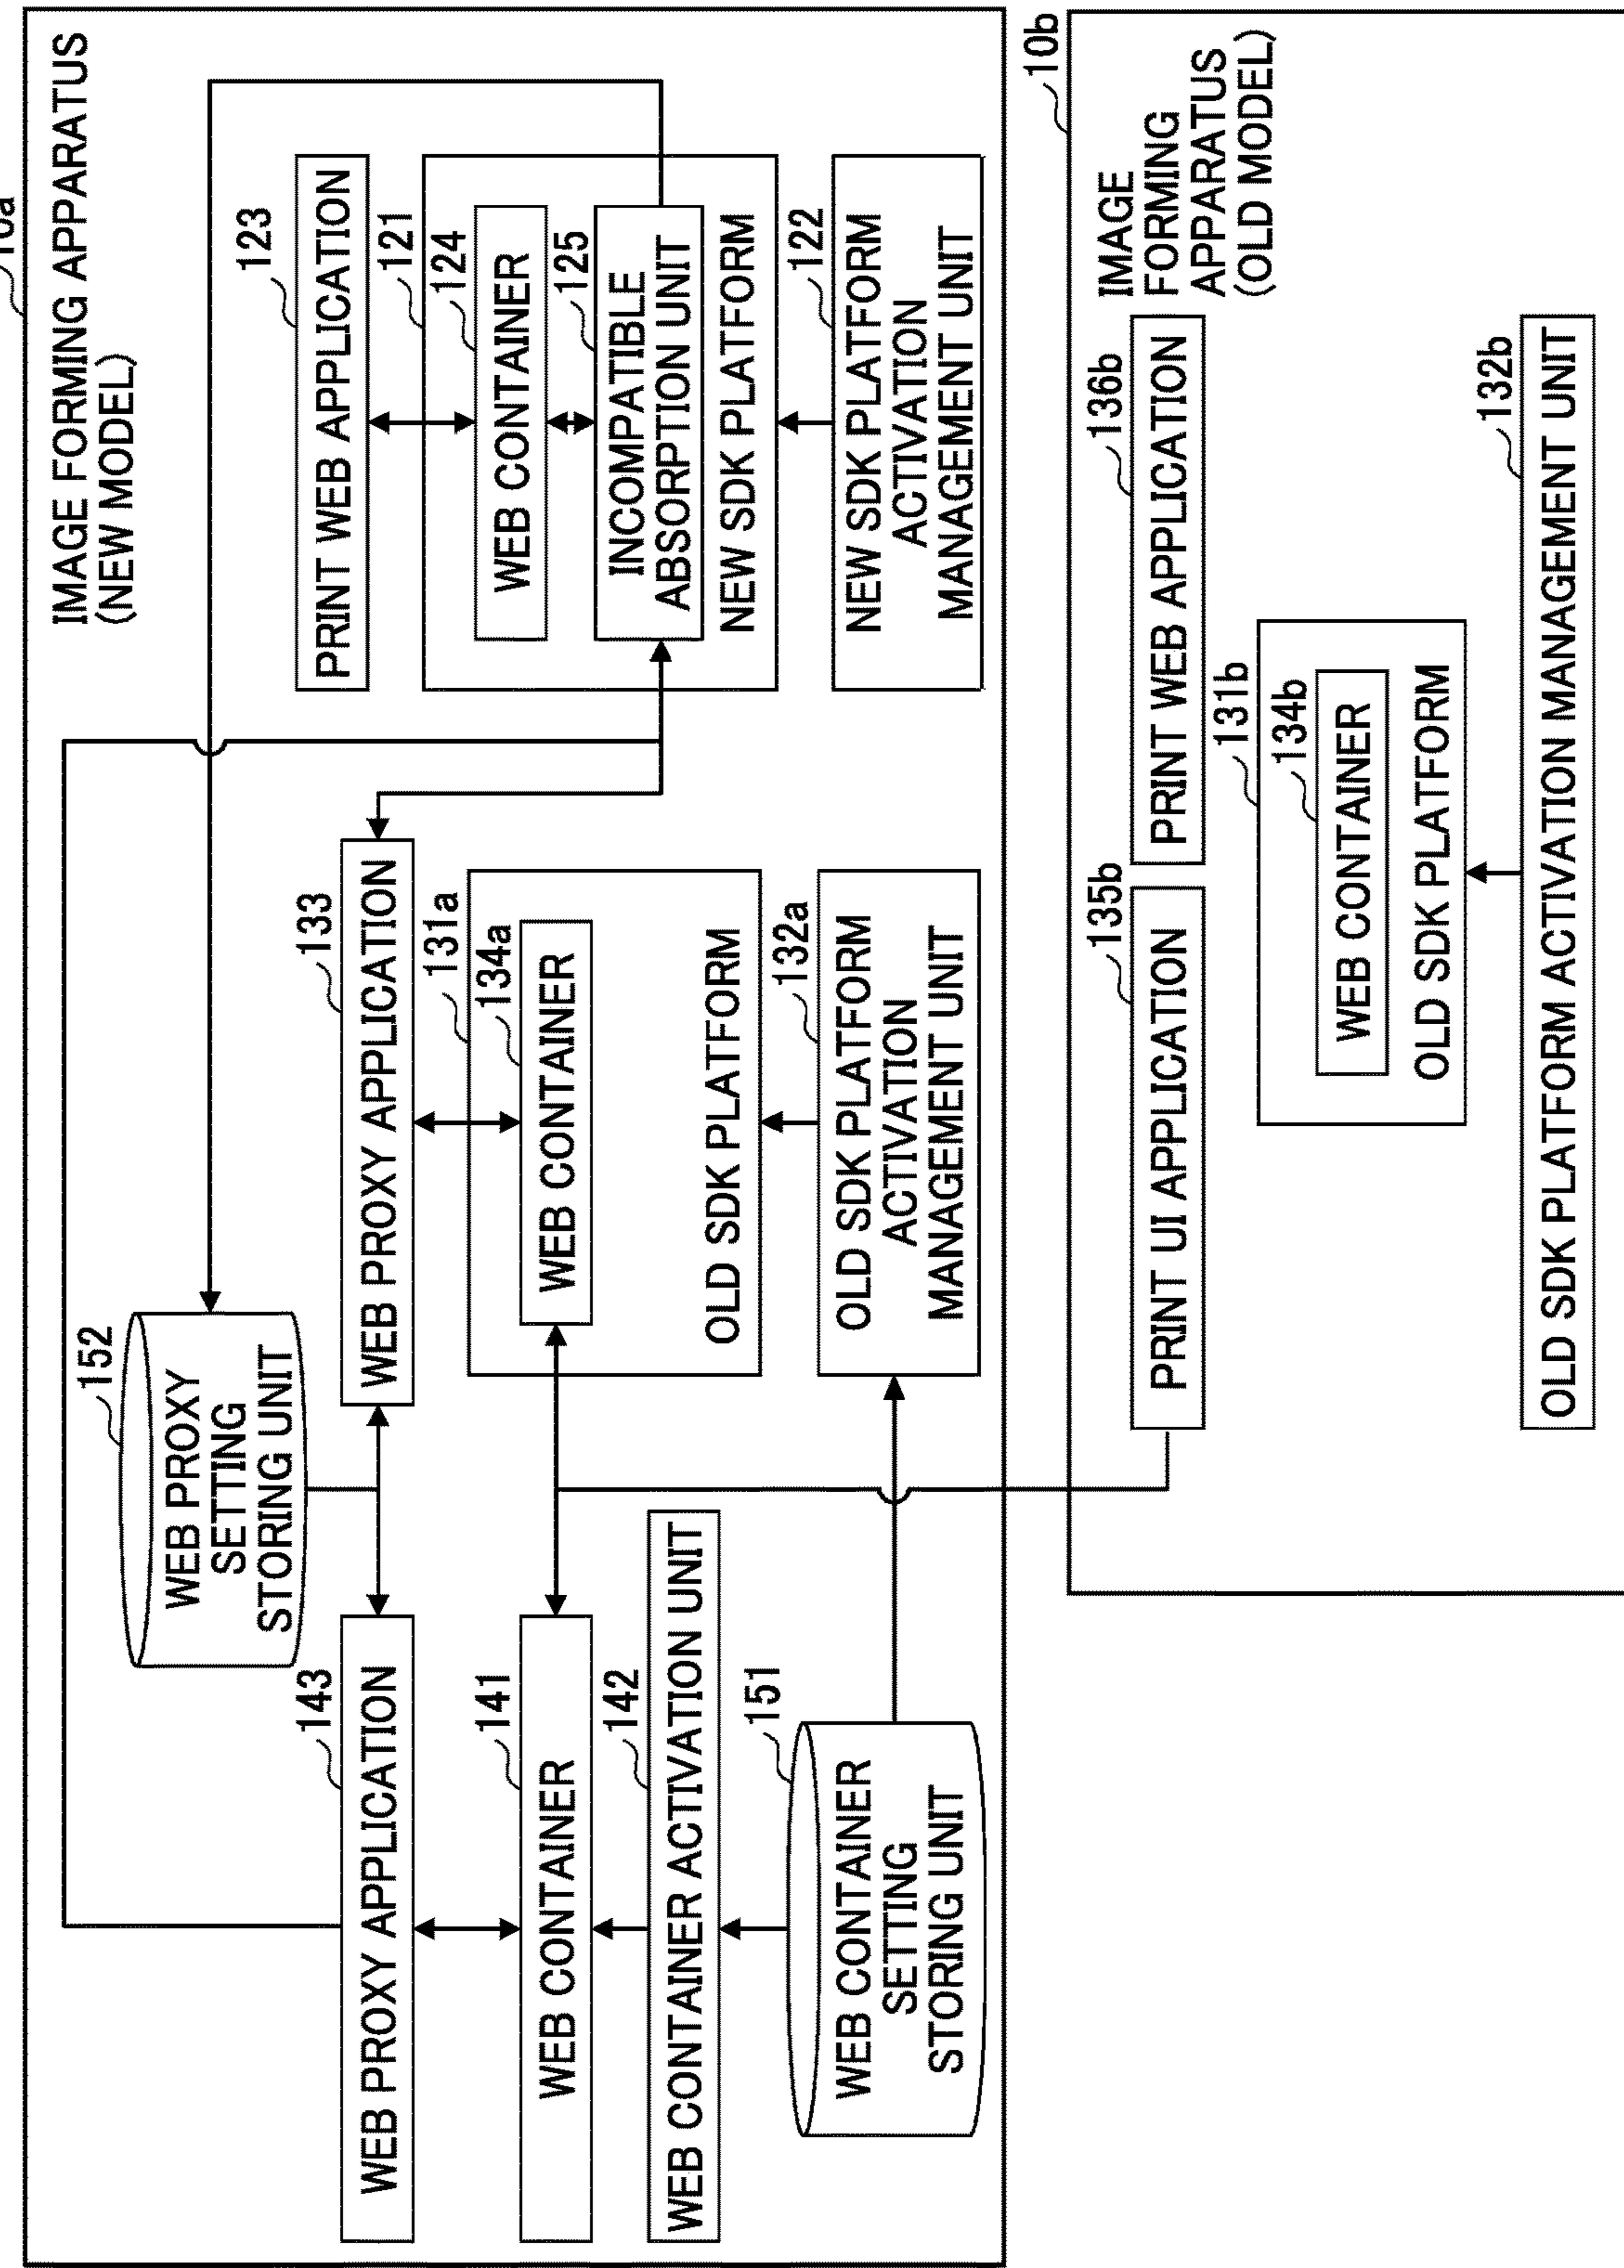 10a
IMAGE FORMING APPARATUS
(NEW MODEL)
152
WEB PROXY
SETTING
STORING UNIT
143
WEB PROXY APPLICATION
141
WEB CONTAINER
142
WEB CONTAINER ACTIVATION UNIT
151
WEB CONTAINER
SETTING
STORING UNIT
133
WEB PROXY APPLICATION
131a
134a
WEB CONTAINER
OLD SDK PLATFORM
132a
OLD SDK PLATFORM
ACTIVATION
MANAGEMENT UNIT
123
PRINT WEB APPLICATION
121
124
WEB CONTAINER
125
INCOMPATIBLE
ABSORPTION UNIT
NEW SDK PLATFORM
122
NEW SDK PLATFORM
ACTIVATION
MANAGEMENT UNIT
10b
IMAGE
FORMING
APPARATUS
(OLD MODEL)
135b
PRINT UI APPLICATION
136b
PRINT WEB APPLICATION
131b
134b
WEB CONTAINER
OLD SDK PLATFORM
132b
OLD SDK PLATFORM ACTIVATION MANAGEMENT UNIT